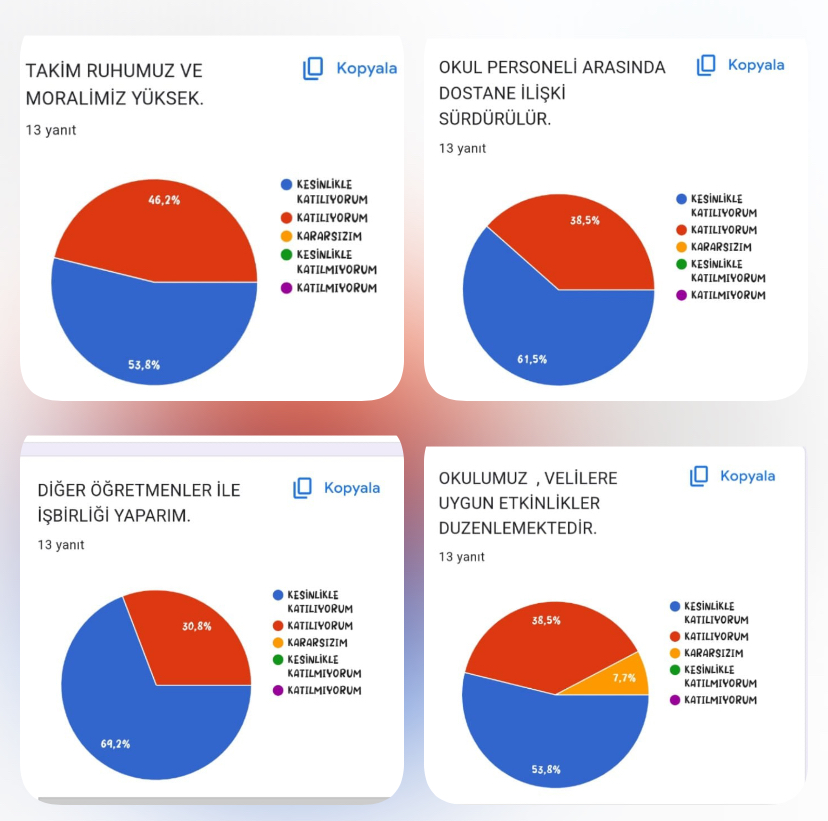 TAKİM RUHUMUZ VE
MORALİMİZ YÜKSEK.
Kopyala
13 yanıt
46,2%
53,8%
KESİNLİKLE
KATILIYORUM
KATILIYORUM
KARARSIZIM
KESİNLİKLE
KATILMIYORUM
KATILMIYORUM
OKUL PERSONELİ ARASINDA
DOSTANE İLİŞKİ
SÜRDÜRÜLÜR.
Kopyala
13 yanıt
38,5%
61,5%
KESİNLİKLE
KATILIYORUM
KATILIYORUM
KARARSIZIM
KESİNLİKLE
KATILMIYORUM
KATILMIYORUM
DİĞER ÖĞRETMENLER İLE
İŞBİRLİĞİ YAPARIM.
Kopyala
13 yanıt
30,8%
69,2%
KESİNLİKLE
KATILIYORUM
KATILIYORUM
KARARSIZIM
KESİNLİKLE
KATILMIYORUM
KATILMIYORUM
OKULUMUZ , VELİLERE
UYGUN ETKİNLİKLER
DUZENLEMEKTEDİR.
Kopyala
13 yanıt
38,5%
7,7%
53,8%
KESİNLİKLE
KATILIYORUM
KATILIYORUM
KARARSIZIM
KESİNLİKLE
KATILMIYORUM
KATILMIYORUM